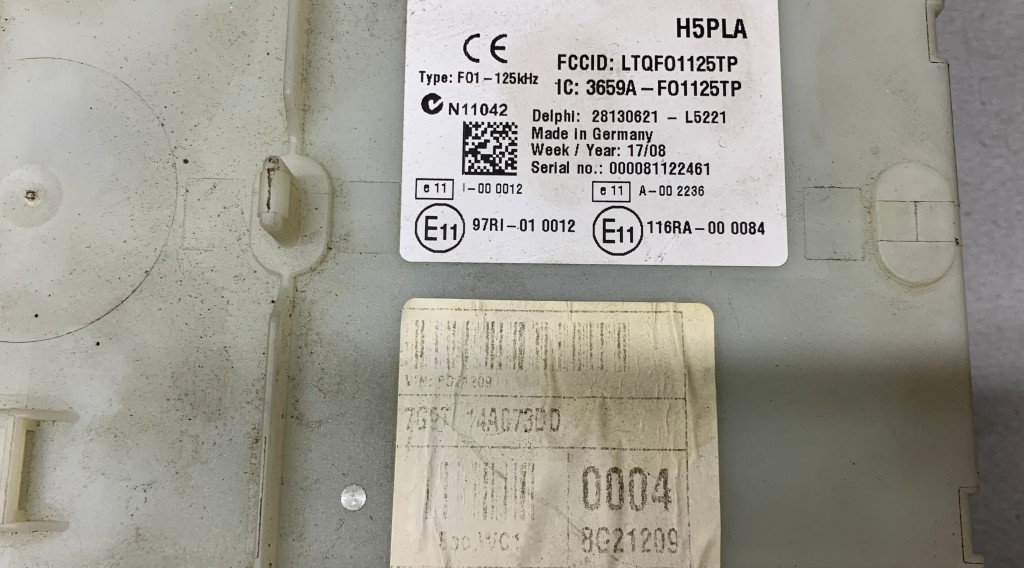 H5PLA
CE
FCCID: LTQF01125TP
Type: F01-125kHz
1C: 3659A-F01125TP
N11042
Delphi: 28130621 - L5221
Made in Germany
Week / Year: 17/08
Serial no.: 000081122461
e 11 I-00 0012
e 11 A-00 2236
E11 97RI-01 0012
E11 116RA-00 0084
14A073DD
0004
8G21209